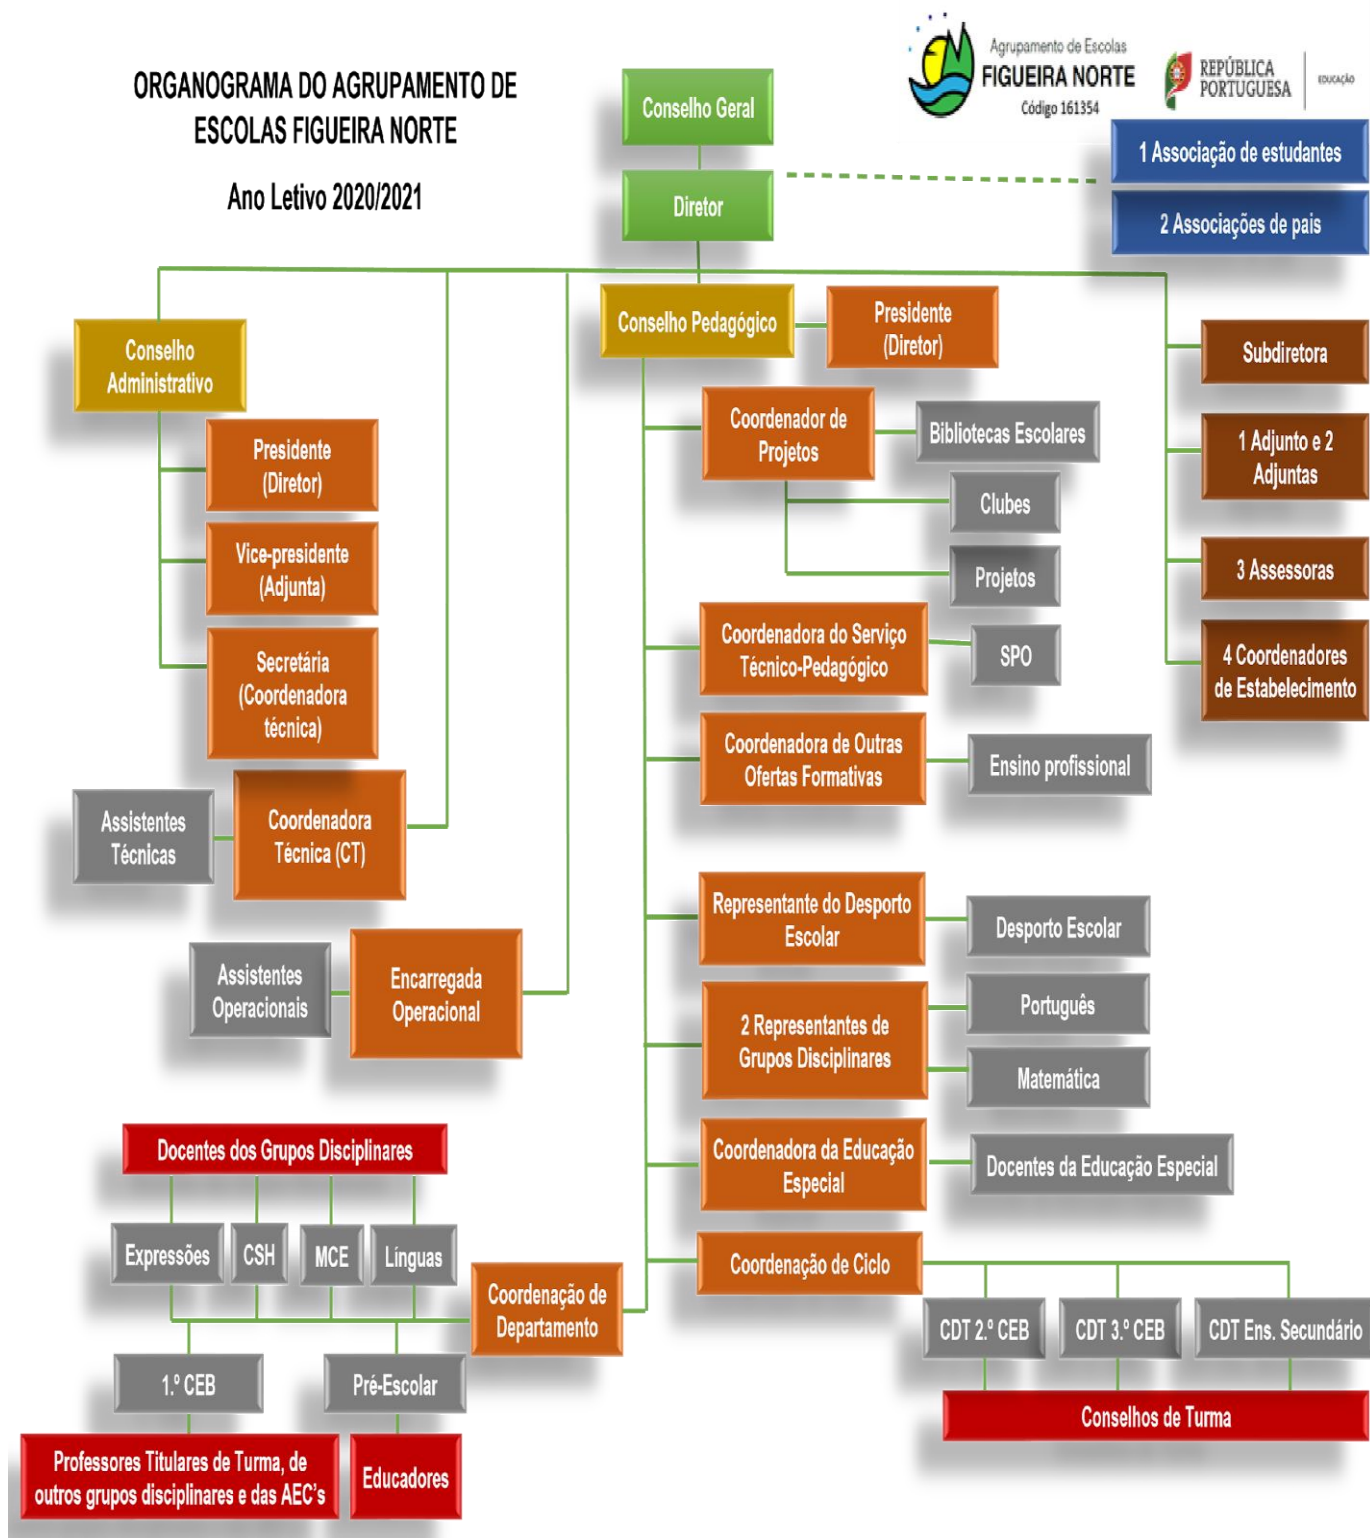 ORGANOGRAMA DO AGRUPAMENTO DE
ESCOLAS FIGUEIRA NORTE
Ano Letivo 2020/2021
Agrupamento de Escolas
FIGUEIRA NORTE
Código 161354
REPÚBLICA
PORTUGUESA
EDUCAÇÃO
Conselho Geral
Diretor
1 Associação de estudantes
2 Associações de pais
Conselho
Administrativo
Presidente
(Diretor)
Vice-presidente
(Adjunta)
Secretária
(Coordenadora
técnica)
Assistentes
Técnicas
Coordenadora
Técnica (CT)
Assistentes
Operacionais
Encarregada
Operacional
Conselho Pedagógico
Presidente
(Diretor)
Coordenador de
Projetos
Bibliotecas Escolares
Clubes
Projetos
Coordenadora do Serviço
Técnico-Pedagógico
SPO
Coordenadora de Outras
Ofertas Formativas
Ensino profissional
Representante do Desporto
Escolar
Desporto Escolar
2 Representantes de
Grupos Disciplinares
Português
Matemática
Coordenadora da Educação
Especial
Docentes da Educação Especial
Coordenação de Ciclo
CDT 2.º CEB
CDT 3.º CEB
CDT Ens. Secundário
Conselhos de Turma
Subdiretora
1 Adjunto e 2
Adjuntas
3 Assessoras
4 Coordenadores
de Estabelecimento
Docentes dos Grupos Disciplinares
Expressões
CSH
MCE
Línguas
Coordenação de
Departamento
1.º CEB
Pré-Escolar
Professores Titulares de Turma, de
outros grupos disciplinares e das AEC's
Educadores